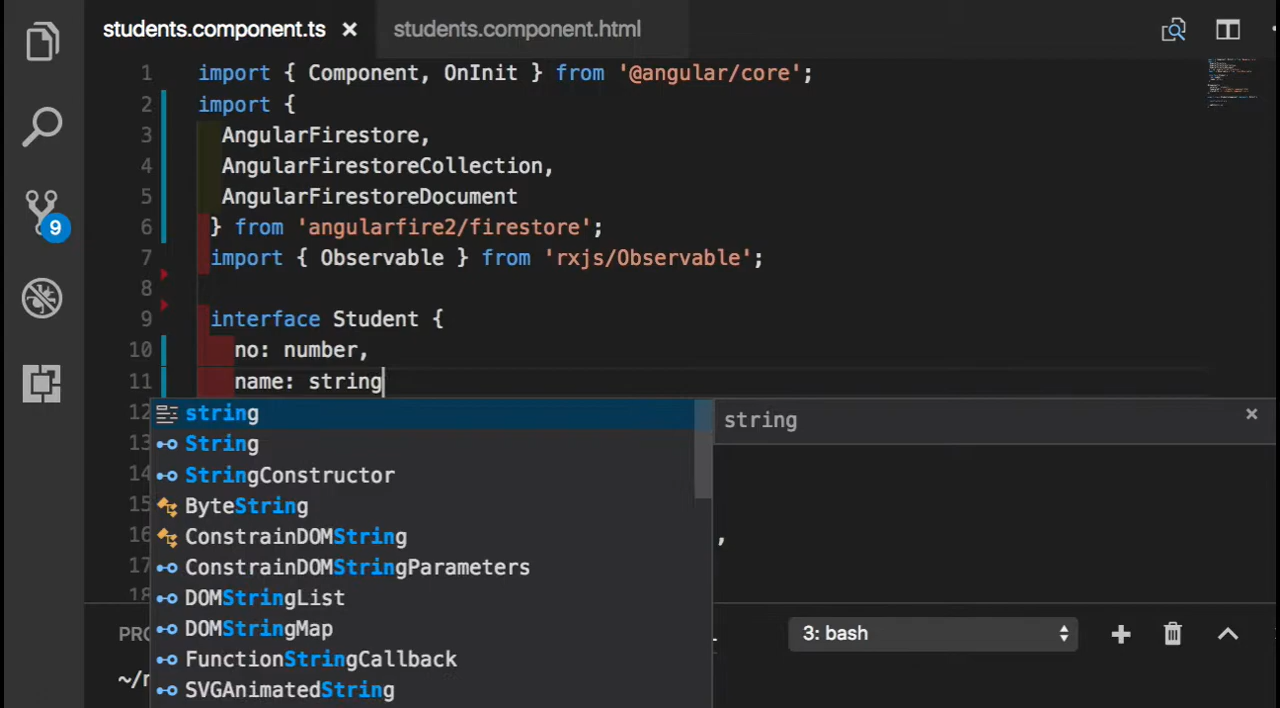 students.component.ts × students.component.html
1 import { Component, OnInit } from '@angular/core';
2 import {
3 AngularFirestore,
4 AngularFirestoreCollection,
5 AngularFirestoreDocument
6 } from 'angularfire2/firestore';
7 import { Observable } from 'rxjs/Observable';
8
9 interface Student {
10 no: number,
11 name: string
12 string
13 String
14 StringConstructor
15 ByteString
16 ConstrainDOMString ,
17 ConstrainDOMStringParameters
18 DOMStringList
DOMStringMap
FunctionStringCallback
SVGAnimatedString
string ×
9
PRO
3: bash
~/